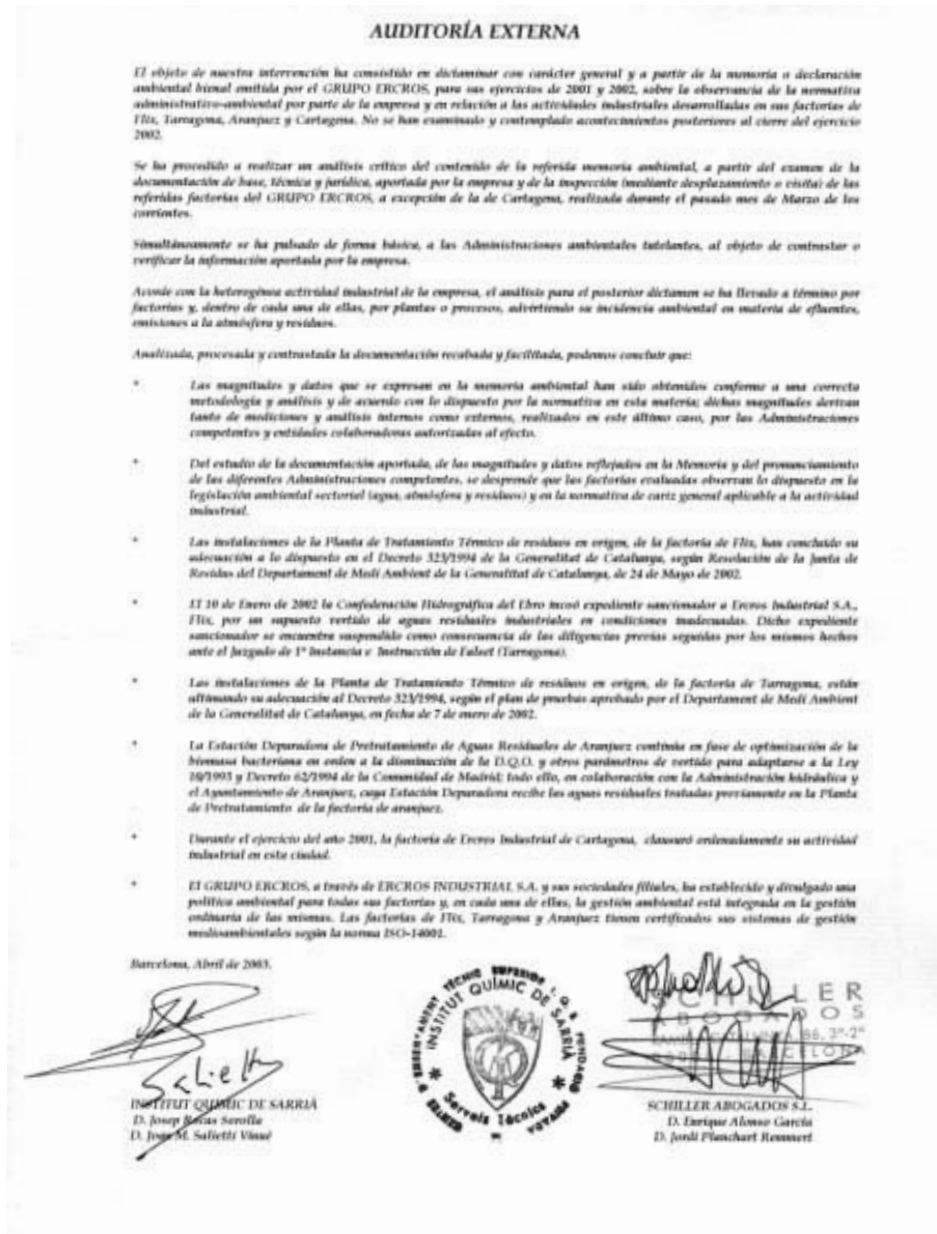 AUDITORÍA EXTERNA
El objeto de nuestra intervención ha consistido en dictaminar con carácter general y a partir de la memoria o declaración
ambiental bienal emitida por el GRUPO ERCROS, para sus ejercicios de 2001 y 2002, sobre la observancia de la normativa
administrativo-ambiental por parte de la empresa y en relación a las actividades industriales desarrolladas en sus factorías de
Flix, Tarragona, Aranjuez y Cartagena. No se han examinado y contemplado acontecimientos posteriores al cierre del ejercicio
2002.
Se ha procedido a realizar un análisis crítico del contenido de la referida memoria ambiental, a partir del examen de la
documentación de base, técnica y jurídica, aportada por la empresa y de la inspección (mediante desplazamiento o visita) de las
referidas factorías del GRUPO ERCROS, a excepción de la de Cartagena, realizada durante el pasado mes de Marzo de los
corrientes.
Simultáneamente se ha pulsado de forma básica, a las Administraciones ambientales tutelantes, al objeto de contrastar o
verificar la información aportada por la empresa.
Acorde con la heterogénea actividad industrial de la empresa, el análisis para el posterior dictamen se ha llevado a término por
factorías y, dentro de cada una de ellas, por plantas o procesos, advirtiendo su incidencia ambiental en materia de efluentes,
emisiones a la atmósfera y residuos.
Analizada, procesada y contrastada la documentación recabada y facilitada, podemos concluir que:
* Las magnitudes y datos que se expresan en la memoria ambiental han sido obtenidos conforme a una correcta
metodología y análisis y de acuerdo con lo dispuesto por la normativa en esta materia; dichas magnitudes derivan
tanto de mediciones y análisis internos como externos, realizados en este último caso, por las Administraciones
competentes y entidades colaboradoras autorizadas al efecto.
* Del estudio de la documentación aportada, de las magnitudes y datos reflejados en la Memoria y del pronunciamiento
de las diferentes Administraciones competentes, se desprende que las factorías evaluadas observan lo dispuesto en la
legislación ambiental sectorial (agua, atmósfera y residuos) y en la normativa de cariz general aplicable a la actividad
industrial.
* Las instalaciones de la Planta de Tratamiento Térmico de residuos en origen, de la factoría de Flix, han concluido su
adecuación a lo dispuesto en el Decreto 323/1994 de la Generalitat de Catalunya, según Resolución de la Junta de
Residus del Departament de Medi Ambient de la Generalitat de Catalunya, de 24 de Mayo de 2002.
* El 10 de Enero de 2002 la Confederación Hidrográfica del Ebro incoó expediente sancionador a Ercros Industrial S.A.,
Flix, por un supuesto vertido de aguas residuales industriales en condiciones inadecuadas. Dicho expediente
sancionador se encuentra suspendido como consecuencia de las diligencias previas seguidas por los mismos hechos
ante el Juzgado de 1ª Instancia e Instrucción de Falset (Tarragona).
* Las instalaciones de la Planta de Tratamiento Térmico de residuos en origen, de la factoría de Tarragona, están
ultimando su adecuación al Decreto 323/1994, según el plan de pruebas aprobado por el Departament de Medi Ambient
de la Generalitat de Catalunya, en fecha de 7 de enero de 2002.
* La Estación Depuradora de Pretratamiento de Aguas Residuales de Aranjuez continúa en fase de optimización de la
biomasa bacteriana en orden a la disminución de la D.Q.O. y otros parámetros de vertido para adaptarse a la Ley
10/1993 y Decreto 62/1994 de la Comunidad de Madrid; todo ello, en colaboración con la Administración hidráulica y
el Ayuntamiento de Aranjuez, cuya Estación Depuradora recibe las aguas residuales tratadas previamente en la Planta
de Pretratamiento de la factoría de aranjuez.
* Durante el ejercicio del año 2001, la factoría de Ercros Industrial de Cartagena, clausuró ordenadamente su actividad
industrial en esta ciudad.
* El GRUPO ERCROS, a través de ERCROS INDUSTRIAL S.A. y sus sociedades filiales, ha establecido y divulgado una
política ambiental para todas sus factorías y, en cada una de ellas, la gestión ambiental está integrada en la gestión
ordinaria de las mismas. Las factorías de Flix, Tarragona y Aranjuez tienen certificados sus sistemas de gestión
medioambientales según la norma ISO-14001.
Barcelona, Abril de 2003.
INSTITUT QUÍMIC DE SARRIÀ
Serveis Tècnics
SCHILLER
ABOGADOS
BARCELONA
Salietti
INSTITUT QUIMIC DE SARRIÀ
D. Josep Rocas Sorolla
D. Joan M. Salietti Vinué
SCHILLER ABOGADOS S.L.
D. Enrique Alonso García
D. Jordi Planchart Remmert